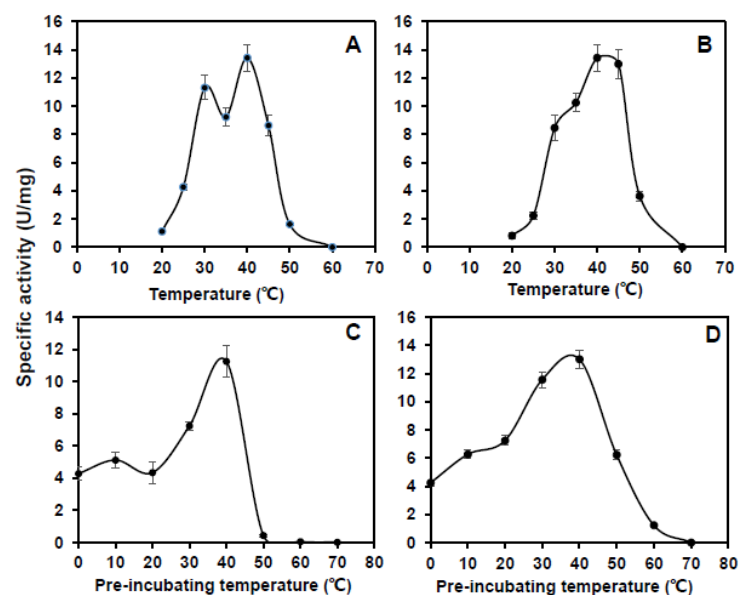 A
16
14
12
10
8
6
4
2
0
0 10 20 30 40 50 60 70
Temperature (℃)
B
16
14
12
10
8
6
4
2
0
0 10 20 30 40 50 60 70
Temperature (℃)
Specific activity (U/mg)
C
14
12
10
8
6
4
2
0
0 10 20 30 40 50 60 70 80
Pre-incubating temperature (℃)
D
16
14
12
10
8
6
4
2
0
0 10 20 30 40 50 60 70 80
Pre-incubating temperature (℃)